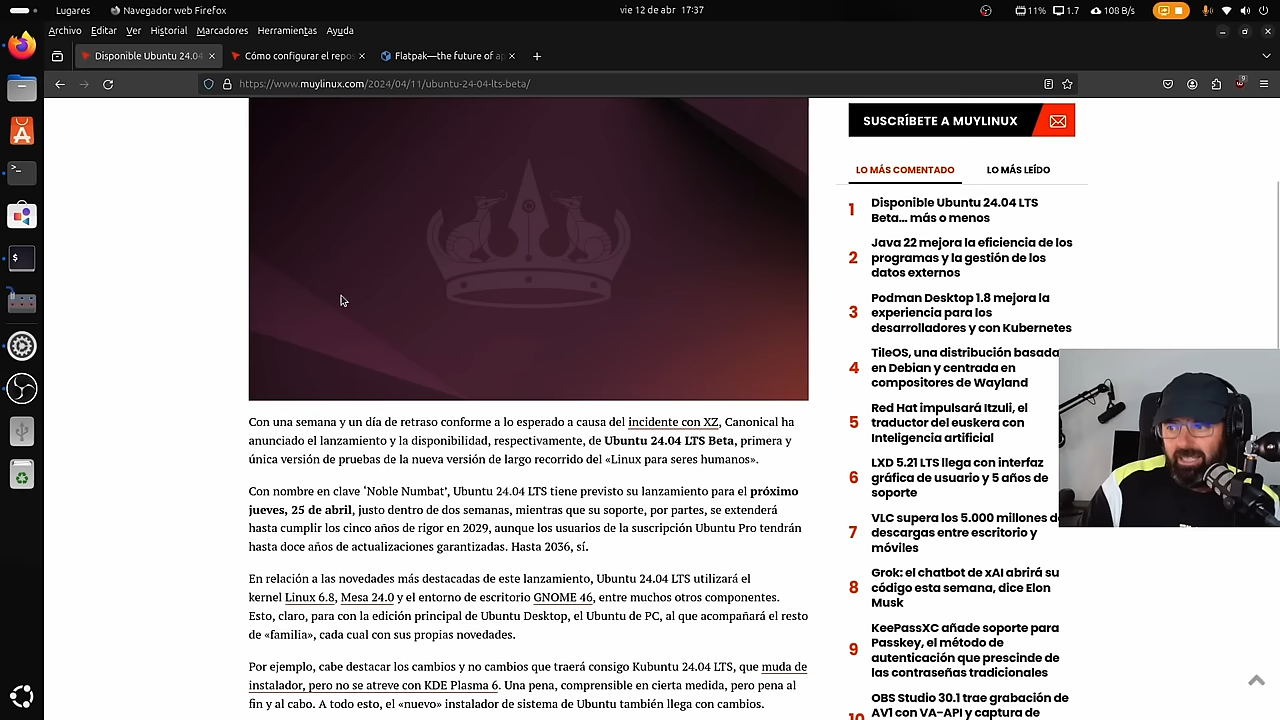 Lugares
Navegador web Firefox
vie 12 de abr 17:37
11%
1.7
108 B/s
Archivo Editar Ver Historial Marcadores Herramientas Ayuda
Disponible Ubuntu 24.04
Cómo configurar el repos
Flatpak—the future of ap
https://www.muylinux.com/2024/04/11/ubuntu-24-04-lts-beta/
Con una semana y un día de retraso conforme a lo esperado a causa del incidente con XZ, Canonical ha
anunciado el lanzamiento y la disponibilidad, respectivamente, de Ubuntu 24.04 LTS Beta, primera y
única versión de pruebas de la nueva versión de largo recorrido del «Linux para seres humanos».
Con nombre en clave ‘Noble Numbat’, Ubuntu 24.04 LTS tiene previsto su lanzamiento para el próximo
jueves, 25 de abril, justo dentro de dos semanas, mientras que su soporte, por partes, se extenderá
hasta cumplir los cinco años de rigor en 2029, aunque los usuarios de la suscripción Ubuntu Pro tendrán
hasta doce años de actualizaciones garantizadas. Hasta 2036, sí.
En relación a las novedades más destacadas de este lanzamiento, Ubuntu 24.04 LTS utilizará el
kernel Linux 6.8, Mesa 24.0 y el entorno de escritorio GNOME 46, entre muchos otros componentes.
Esto, claro, para con la edición principal de Ubuntu Desktop, el Ubuntu de PC, al que acompañará el resto
de «familia», cada cual con sus propias novedades.
Por ejemplo, cabe destacar los cambios y no cambios que traerá consigo Kubuntu 24.04 LTS, que muda de
instalador, pero no se atreve con KDE Plasma 6. Una pena, comprensible en cierta medida, pero pena al
fin y al cabo. A todo esto, el «nuevo» instalador de sistema de Ubuntu también llega con cambios.
SUSCRÍBETE A MUYLINUX
LO MÁS COMENTADO LO MÁS LEÍDO
1 Disponible Ubuntu 24.04 LTS
Beta… más o menos
2 Java 22 mejora la eficiencia de los
programas y la gestión de los
datos externos
3 Podman Desktop 1.8 mejora la
experiencia para los
desarrolladores y con Kubernetes
4 TileOS, una distribución basada
en Debian y centrada en
compositores de Wayland
5 Red Hat impulsará Itzuli, el
traductor del euskera con
Inteligencia artificial
6 LXD 5.21 LTS llega con interfaz
gráfica de usuario y 5 años de
soporte
7 VLC supera los 5.000 millones de
descargas entre escritorio y
móviles
8 Grok: el chatbot de xAI abrirá su
código esta semana, dice Elon
Musk
9 KeePassXC añade soporte para
Passkey, el método de
autenticación que prescinde de
las contraseñas tradicionales
10 OBS Studio 30.1 trae grabación de
AV1 con VA-API y captura de